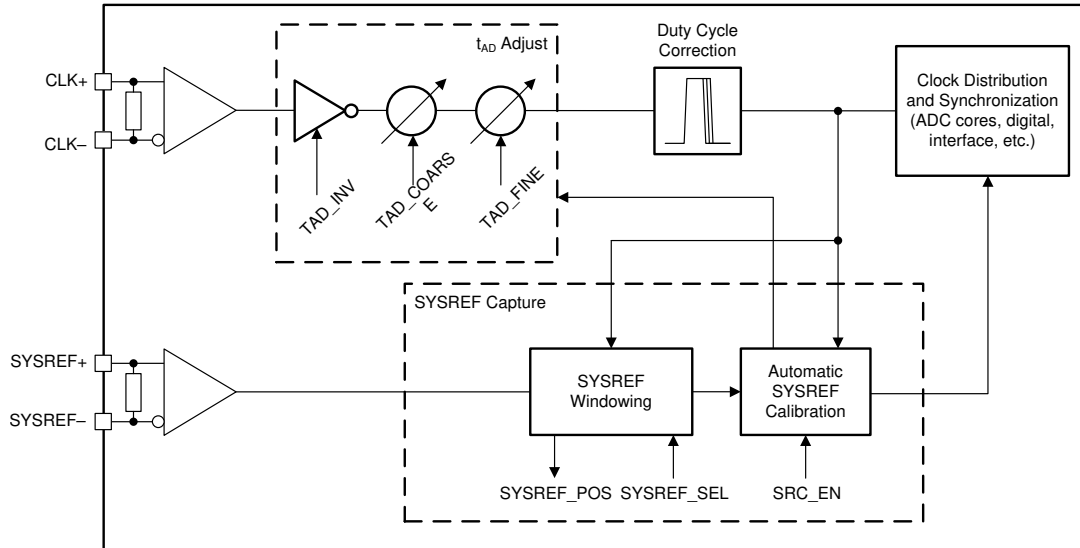 Duty Cycle
Correction
t_AD Adjust
CLK+
CLK–
Clock Distribution
and Synchronization
(ADC cores, digital,
interface, etc.)
TAD_INV
TAD_COARS
E
TAD_FINE
SYSREF Capture
SYSREF+
SYSREF–
SYSREF
Windowing
Automatic
SYSREF
Calibration
SYSREF_POS
SYSREF_SEL
SRC_EN